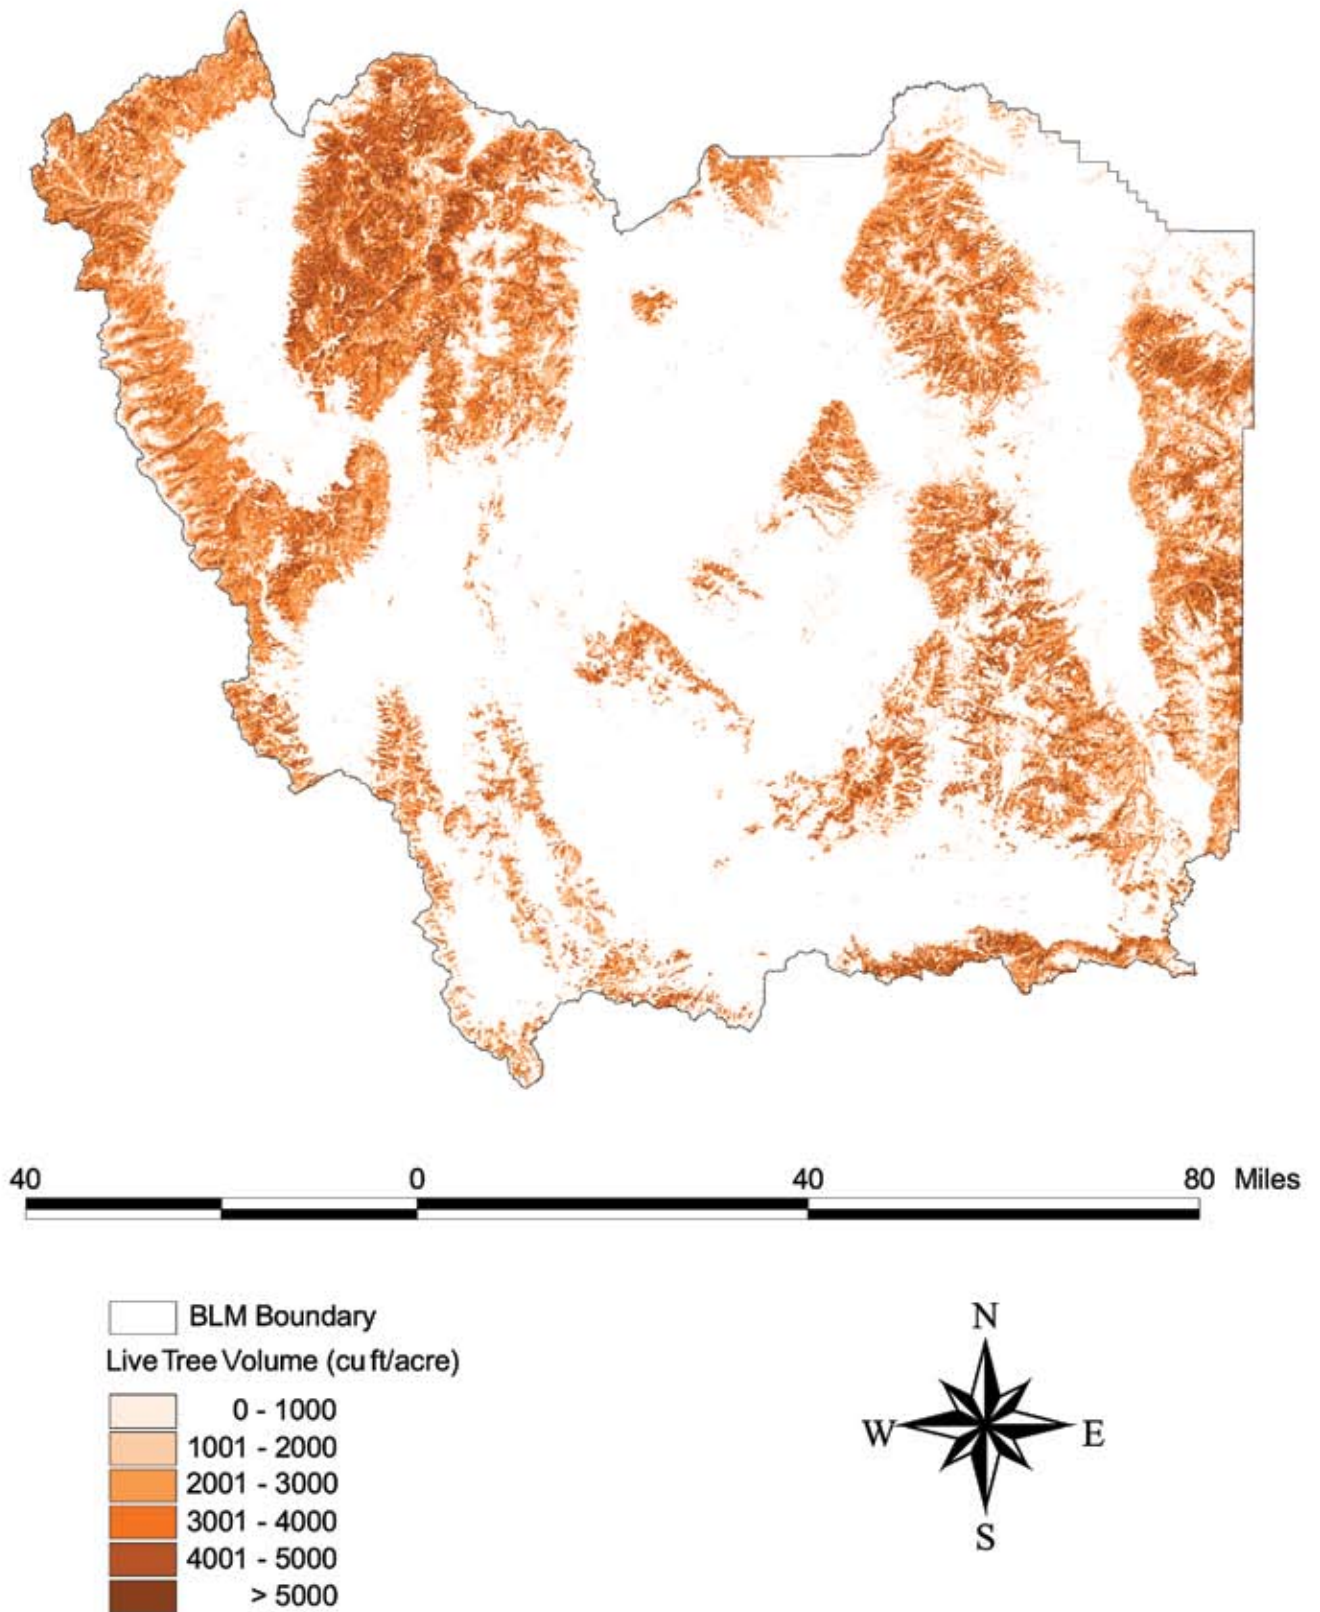 40 0 40 80 Miles
BLM Boundary
Live Tree Volume (cu ft/acre)
0 - 1000
1001 - 2000
2001 - 3000
3001 - 4000
4001 - 5000
> 5000
N
W E
S